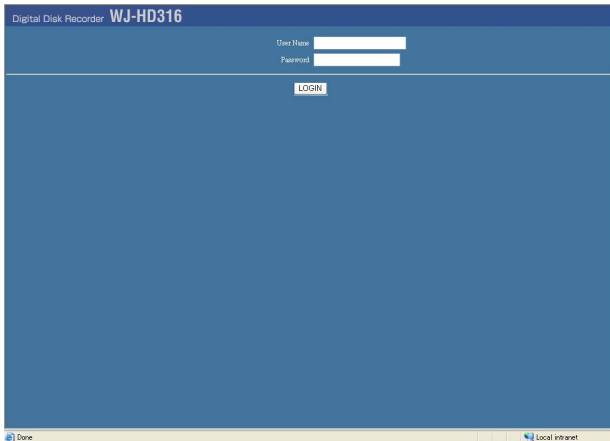 Digital Disk Recorder WJ-HD316
User Name
Password
LOGIN
Done
Local intranet